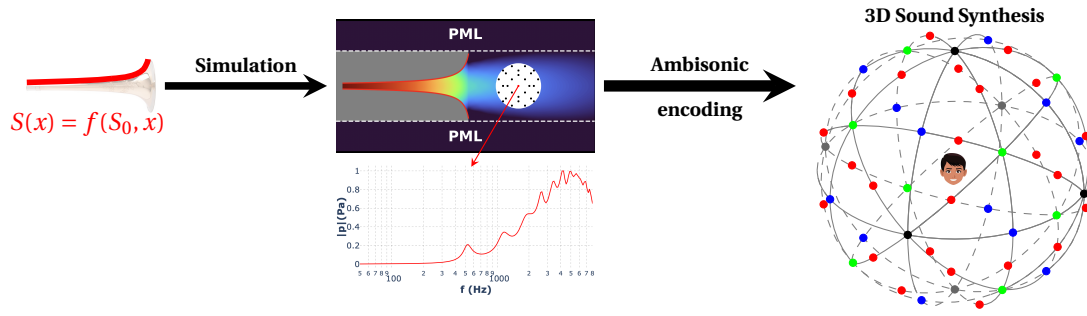 3D Sound Synthesis
PML
Simulation
Ambisonic
encoding
S(x) = f(S₀, x)
PML
|p|(Pa)
1
0.8
0.6
0.4
0.2
0
5 6 7 8 9 100 2 3 4 5 6 7 8 9 1000 2 3 4 5 6 7 8
f (Hz)